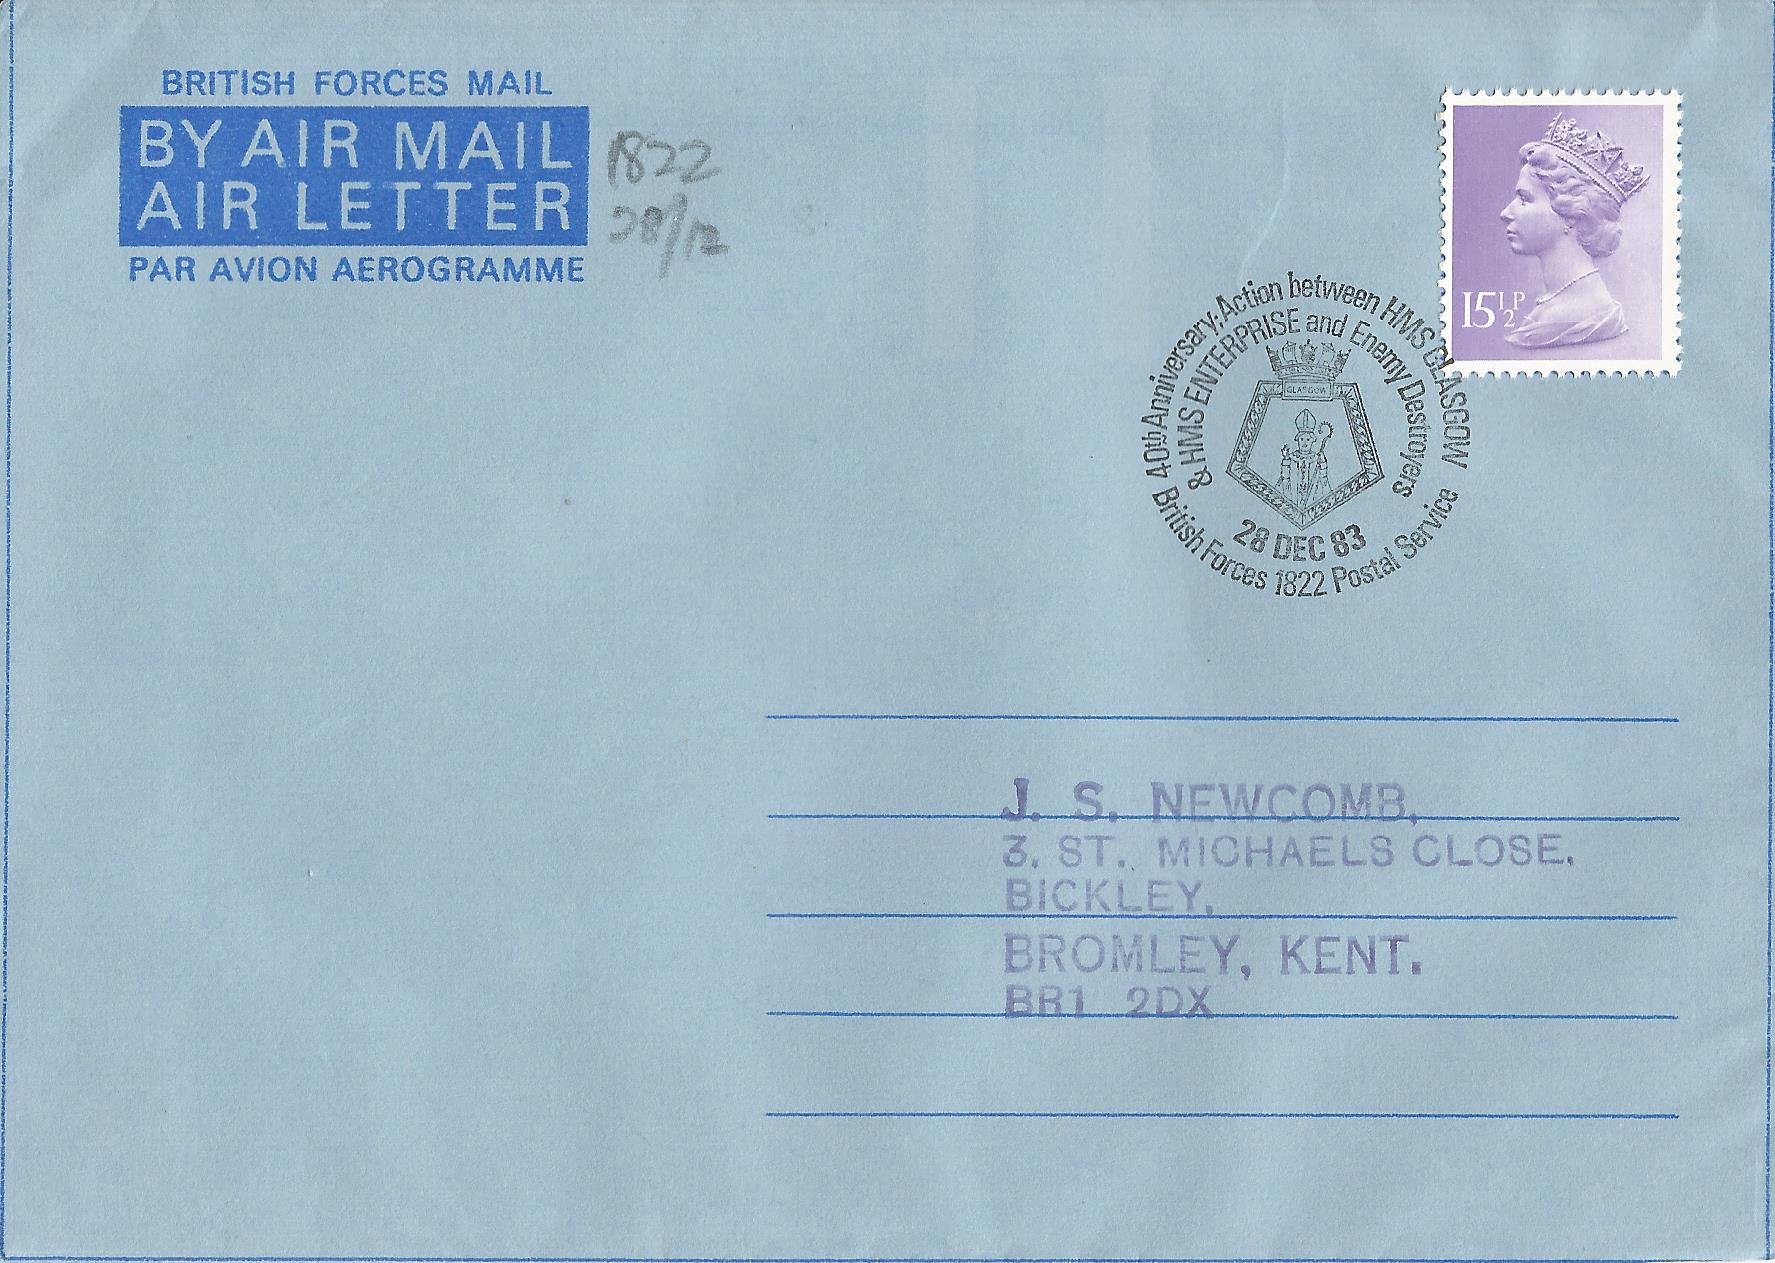 BRITISH FORCES MAIL
BY AIR MAIL
AIR LETTER
PAR AVION AEROGRAMME
1822
28/12
15½P
40th Anniversary: Action between HMS GLASGOW
& HMS ENTERPRISE and Enemy Destroyers
GLASGOW
28 DEC 83
British Forces 1822 Postal Service
J. S. NEWCOMB,
3. ST. MICHAELS CLOSE.
BICKLEY,
BROMLEY, KENT.
BR1 2DX